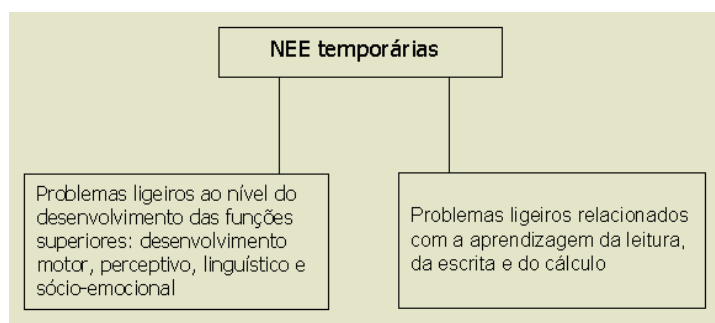 NEE temporárias
Problemas ligeiros ao nível do
desenvolvimento das funções
superiores: desenvolvimento
motor, perceptivo, linguístico e
sócio-emocional
Problemas ligeiros relacionados
com a aprendizagem da leitura,
da escrita e do cálculo